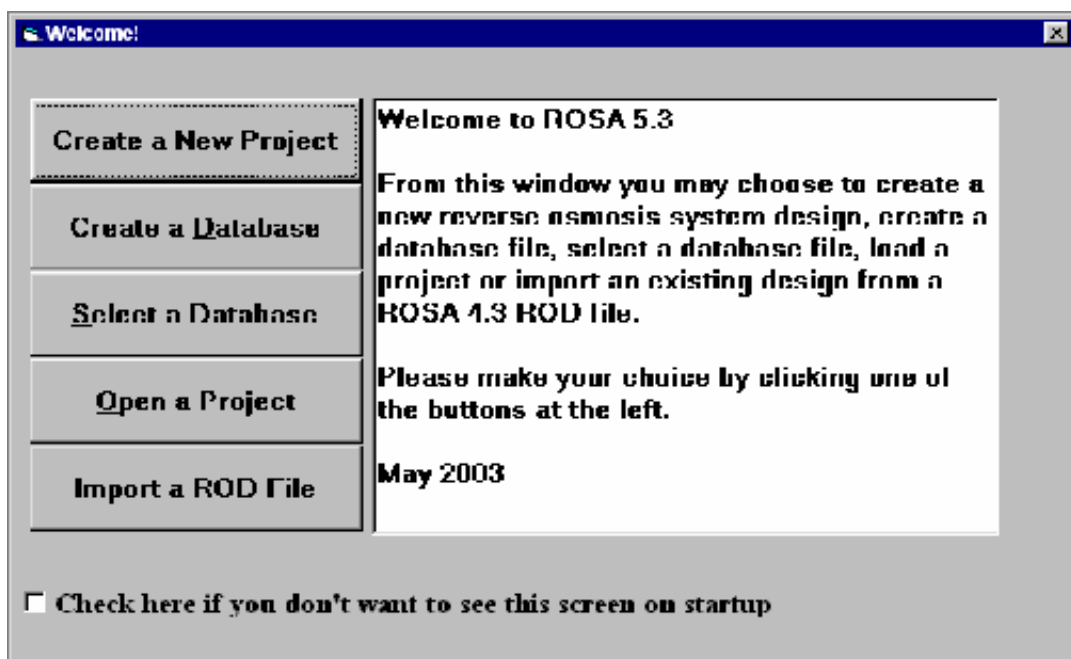 Welcome!
Create a New Project
Create a Database
Select a Database
Open a Project
Import a ROD File
Welcome to ROSA 5.3
From this window you may choose to create a
new reverse osmosis system design, create a
database file, select a database file, load a
project or import an existing design from a
ROSA 4.3 ROD file.
Please make your choice by clicking one of
the buttons at the left.
May 2003
Check here if you don't want to see this screen on startup